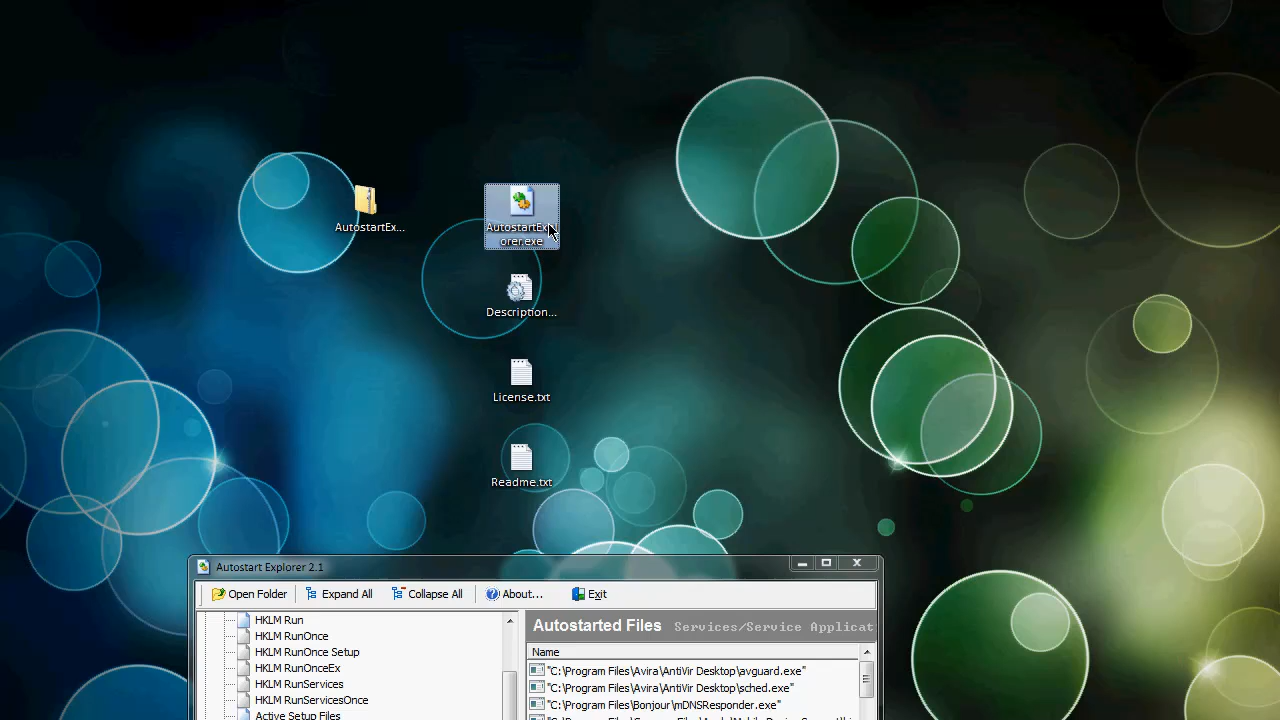 AutostartEx...
AutostartExplorer.exe
Description...
License.txt
Readme.txt
Autostart Explorer 2.1
Open Folder
Expand All
Collapse All
About...
Exit
HKLM Run
HKLM RunOnce
HKLM RunOnce Setup
HKLM RunOnceEx
HKLM RunServices
HKLM RunServicesOnce
Active Setup Files
Autostarted Files Services/Service Applicat
Name
"C:\Program Files\Avira\AntiVir Desktop\avguard.exe"
"C:\Program Files\Avira\AntiVir Desktop\sched.exe"
"C:\Program Files\Bonjour\mDNSResponder.exe"